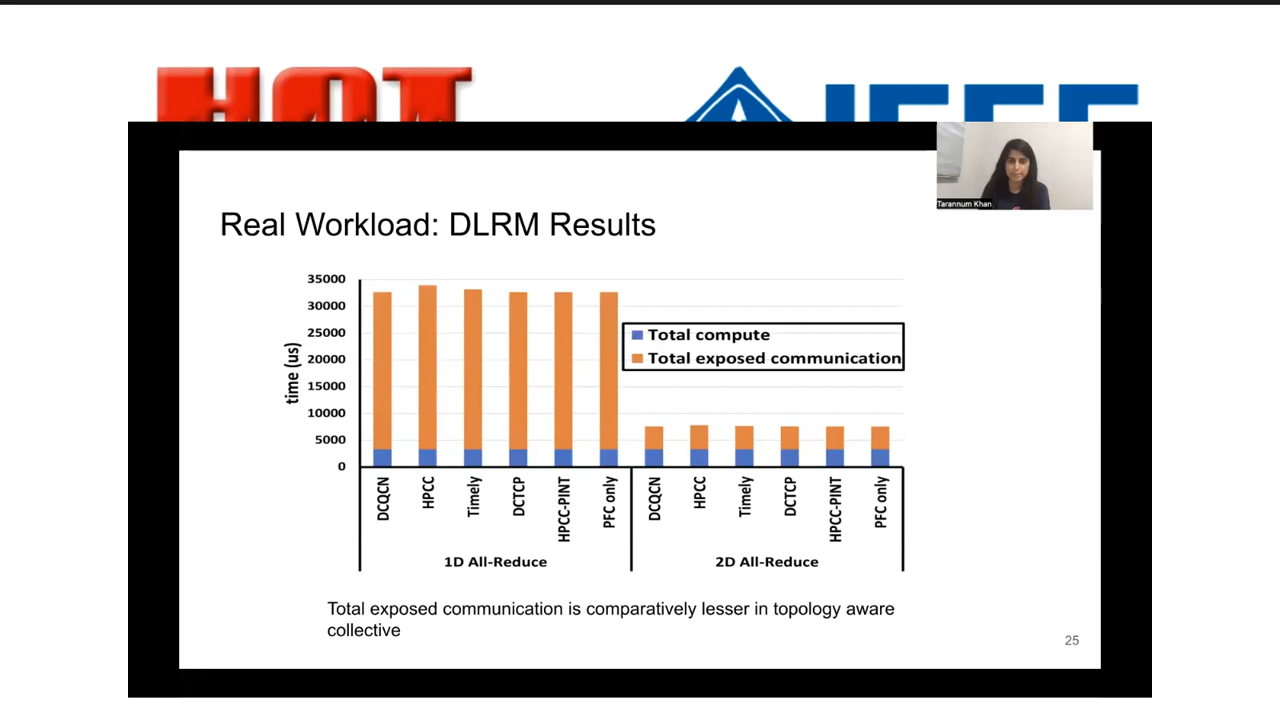 HOT
IEEE
Tarannum Khan
Real Workload: DLRM Results
35000
30000
25000
20000
15000
10000
5000
0
time (us)
Total compute
Total exposed communication
DCQCN
HPCC
Timely
DCTCP
HPCC-PINT
PFC only
DCQCN
HPCC
Timely
DCTCP
HPCC-PINT
PFC only
1D All-Reduce
2D All-Reduce
Total exposed communication is comparatively lesser in topology aware
collective
25